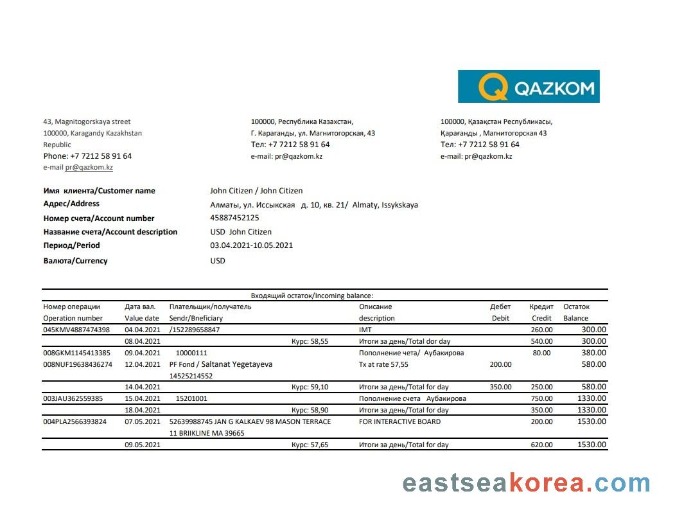 QAZKOM
43, Magnitogorskaya street
100000, Karagandy Kazakhstan
Republic
Phone: +7 7212 58 91 64
e-mail pr@qazkom.kz
100000, Республика Казахстан,
Г. Караганды, ул. Магнитогорская, 43
Тел: +7 7212 58 91 64
e-mail: pr@qazkom.kz
100000, Қазақстан Республикасы,
Қарағанды , Магнитогорская, 43
Тел: +7 7212 58 91 64
e-mail: pr@qazkom.kz
Имя клиента/Customer name John Citizen / John Citizen
Адрес/Address Алматы, ул. Иссыкская д. 10, кв. 21/ Almaty, Issykskaya
Номер счета/Account number 45887452125
Название счета/Account description USD John Citizen
Период/Period 03.04.2021-10.05.2021
Валюта/Currency USD
Входящий остаток/Incoming balance:
Номер операции Дата вал. Плательщик/получатель Описание Дебет Кредит Остаток
Operation number Value date Sendr/Bneficiary description Debit Credit Balance
045KMV4887474398 04.04.2021 /152289658847 IMT 260.00 300.00
08.04.2021 Курс: 58,55 Итоги за день/Total dor day 540.00 300.00
008GKM1145413385 09.04.2021 10000111 Пополнение чета/ Аубакирова 80.00 380.00
008NUF19638436274 12.04.2021 PF Fond / Saltanat Yegetayeva Tx at rate 57,55 200.00 580.00
14525214552
14.04.2021 Курс: 59,10 Итоги за день/Total for day 350.00 250.00 580.00
003JAU362559385 15.04.2021 15201001 Пополнение счета Аубакирова 750.00 1330.00
18.04.2021 Курс: 58,90 Итоги за день/Total for day 350.00 1330.00
004PLA2566393824 07.05.2021 52639988745 JAN G KALKAEV 98 MASON TERRACE FOR INTERACTIVE BOARD 200.00 1530.00
11 BRIIKLINE MA 39665
09.05.2021 Курс: 57,65 Итоги за день/Total for day 620.00 1530.00
eastseakorea.com